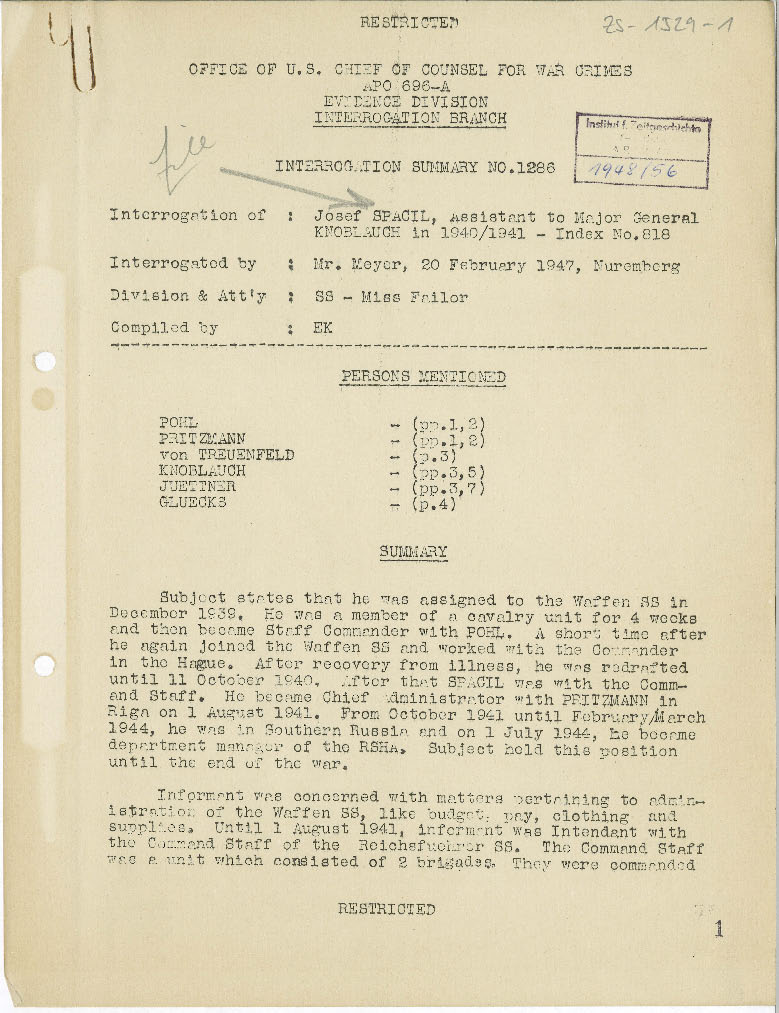 RESTRICTED
ZS-1529-1
OFFICE OF U.S. CHIEF OF COUNSEL FOR WAR CRIMES
APO 696-A
EVIDENCE DIVISION
INTERROGATION BRANCH
Institut f. Zeitgeschichte
1948/56
file
INTERROGATION SUMMARY NO.1286
Interrogation of : Josef SPACIL, Assistant to Major General
KNOBLAUCH in 1940/1941 - Index No.818
Interrogated by : Mr. Meyer, 20 February 1947, Nuremberg
Division & Att'y : SS - Miss Failor
Compiled by : EK
PERSONS MENTIONED
POHL - (pp.1,2)
PRITZMANN - (pp.1,2)
von TREUENFELD - (p.3)
KNOBLAUCH - (pp.3,5)
JUETTNER - (pp.3,7)
GLUECKS - (p.4)
SUMMARY
Subject states that he was assigned to the Waffen SS in
December 1939. He was a member of a cavalry unit for 4 weeks
and then became Staff Commander with POHL. A short time after
he again joined the Waffen SS and worked with the Commander
in the Hague. After recovery from illness, he was redrafted
until 11 October 1940. After that SPACIL was with the Comm-
and Staff. He became Chief Administrator with PRITZMANN in
Riga on 1 August 1941. From October 1941 until February/March
1944, he was in Southern Russia and on 1 July 1944, he became
department manager of the RSHA. Subject held this position
until the end of the war.
Informant was concerned with matters pertaining to admin-
istration of the Waffen SS, like budget, pay, clothing and
supplies. Until 1 August 1941, informant was Intendant with
the Command Staff of the Reichsfuehrer SS. The Command Staff
was a unit which consisted of 2 brigades. They were commanded
RESTRICTED
1